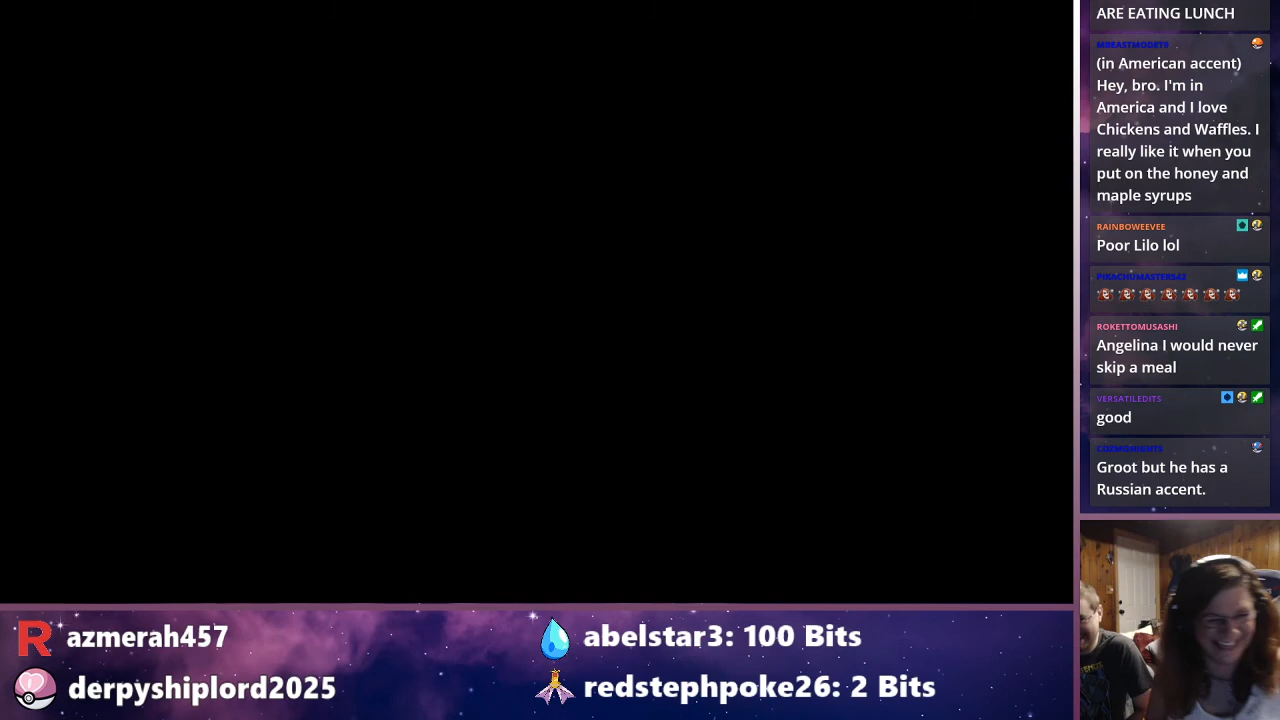 ARE EATING LUNCH
MBEASTMODETB
(in American accent)
Hey, bro. I'm in
America and I love
Chickens and Waffles. I
really like it when you
put on the honey and
maple syrups
RAINBOWEEVEE
Poor Lilo lol
PIKACHUMASTER542
ROKETTOMUSASHI
Angelina I would never
skip a meal
VERSATILEDITS
good
Groot but he has a
Russian accent.
R azmerah457
derpyshiplord2025
abelstar3: 100 Bits
redstephpoke26: 2 Bits